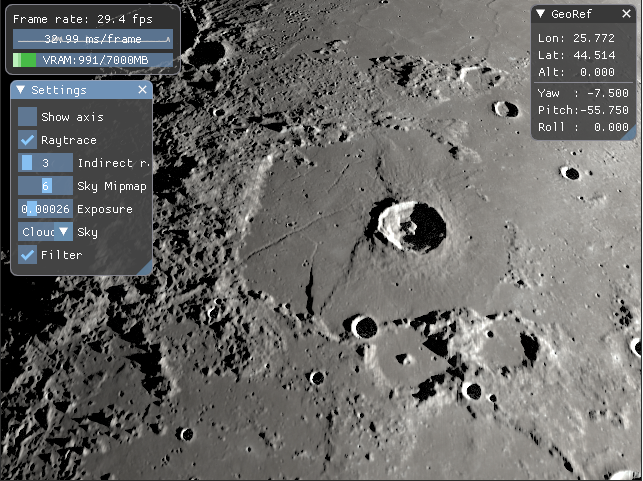 Frame rate: 29.4 fps
32.99 ms/frame
VRAM:991/7000MB
Settings
Show axis
Raytrace
3 Indirect r
6 Sky Mipmap
0.00026 Exposure
Cloud Sky
Filter
GeoRef
Lon: 25.772
Lat: 44.514
Alt: 0.000
Yaw : -7.500
Pitch:-55.750
Roll : 0.000